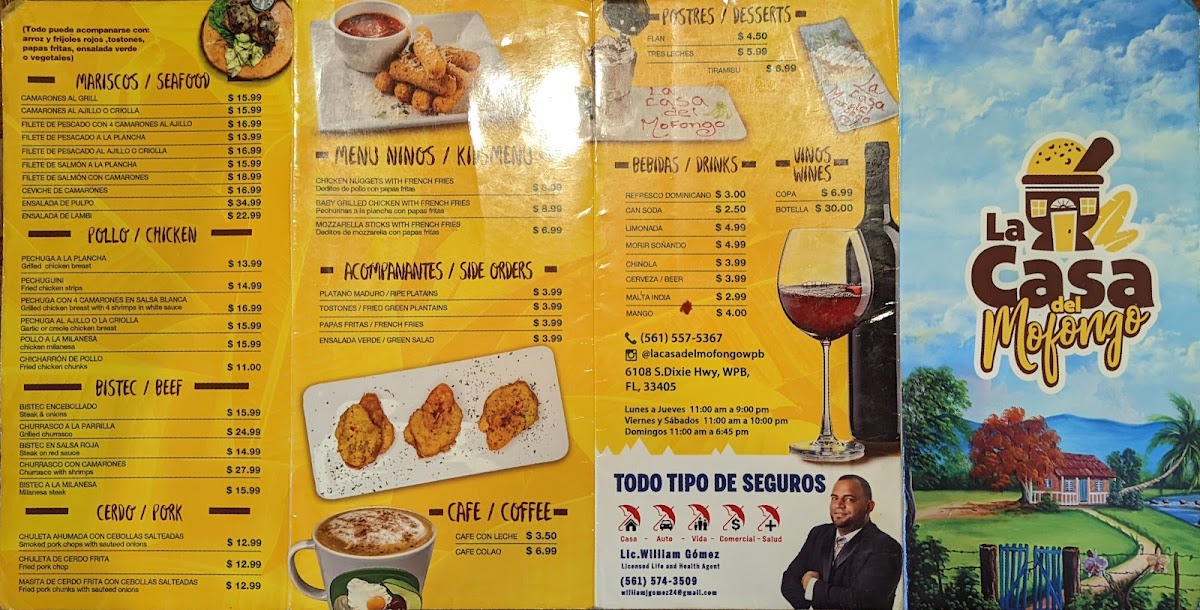 (Todo puede acompanarse con:
arroz y frijoles rojos ,tostones,
papas fritas, ensalada verde
o vegetales)
MARISCOS / SEAFOOD
CAMARONES AL GRILL $ 15.99
CAMARONES AL AJILLO O CRIOLLA $ 15.99
FILETE DE PESCADO CON 4 CAMARONES AL AJILLO $ 16.99
FILETE DE PESACADO A LA PLANCHA $ 13.99
FILETE DE PESACADO AL AJILLO O CRIOLLA $ 16.99
FILETE DE SALMÓN A LA PLANCHA $ 15.99
FILETE DE SALMÓN CON CAMARONES $ 18.99
CEVICHE DE CAMARONES $ 16.99
ENSALADA DE PULPO $ 34.99
ENSALADA DE LAMBI $ 22.99
POLLO / CHICKEN
PECHUGA A LA PLANCHA
Grilled chicken breast $ 13.99
PECHUGUINI
Fried chicken strips $ 14.99
PECHUGA CON 4 CAMARONES EN SALSA BLANCA
Grilled chicken breast with 4 shrimps in white sauce $ 16.99
PECHUGA AL AJILLO O LA CRIOLLA
Garlic or creole chicken breast $ 15.99
POLLO A LA MILANESA
chicken milanesa $ 15.99
CHICHARRÓN DE POLLO
Fried chicken chunks $ 11.00
BISTEC / BEEF
BISTEC ENCEBOLLADO
Steak & onions $ 15.99
CHURRASCO A LA PARRILLA
Grilled churrasco $ 24.99
BISTEC EN SALSA ROJA
Steak on red sauce $ 14.99
CHURRASCO CON CAMARONES
Churrasco with shrimps $ 27.99
BISTEC A LA MILANESA
Milanesa steak $ 15.99
CERDO / PORK
CHULETA AHUMADA CON CEBOLLAS SALTEADAS
Smoked pork chops with sauteed onions $ 12.99
CHULETA DE CERDO FRITA
Fried pork chop $ 12.99
MASITA DE CERDO FRITA CON CEBOLLAS SALTEADAS
Fried pork chunks with sauteed onions $ 12.99
MENU NINOS / KIDSMENU
CHICKEN NUGGETS WITH FRENCH FRIES
Deditos de pollo con papas fritas $ 8.99
BABY GRILLED CHICKEN WITH FRENCH FRIES
Pechurinas a la plancha con papas fritas $ 8.99
MOZZARELLA STICKS WITH FRENCH FRIES
Deditos de mozzarella con papas fritas $ 6.99
ACOMPANANTES / SIDE ORDERS
PLATANO MADURO / RIPE PLATAINS $ 3.99
TOSTONES / FRIED GREEN PLANTAINS $ 3.99
PAPAS FRITAS / FRENCH FRIES $ 3.99
ENSALADA VERDE / GREEN SALAD $ 3.99
CAFE / COFFEE
CAFE CON LECHE $ 3.50
CAFE COLAO $ 6.99
POSTRES / DESSERTS
FLAN $ 4.50
TRES LECHES $ 5.99
TIRAMISU $ 6.99
La
casa
del
Mofongo
BEBIDAS / DRINKS
REFRESCO DOMINICANO $ 3.00
CAN SODA $ 2.50
LIMONADA $ 4.99
MORIR SOÑANDO $ 4.99
CHINOLA $ 3.99
CERVEZA / BEER $ 3.99
MALTA INDIA $ 2.99
MANGO $ 4.00
VINOS
WINES
COPA $ 6.99
BOTELLA $ 30.00
(561) 557-5367
@lacasadelmofongowpb
6108 S.Dixie Hwy, WPB,
FL, 33405
Lunes a Jueves 11:00 am a 9:00 pm
Viernes y Sábados 11:00 am a 10:00 pm
Domingos 11:00 am a 6:45 pm
TODO TIPO DE SEGUROS
Casa - Auto - Vida - Comercial - Salud
Lic.William Gómez
Licensed Life and Health Agent
(561) 574-3509
williamjgomez24@gmail.com
La
Casa
del
Mofongo